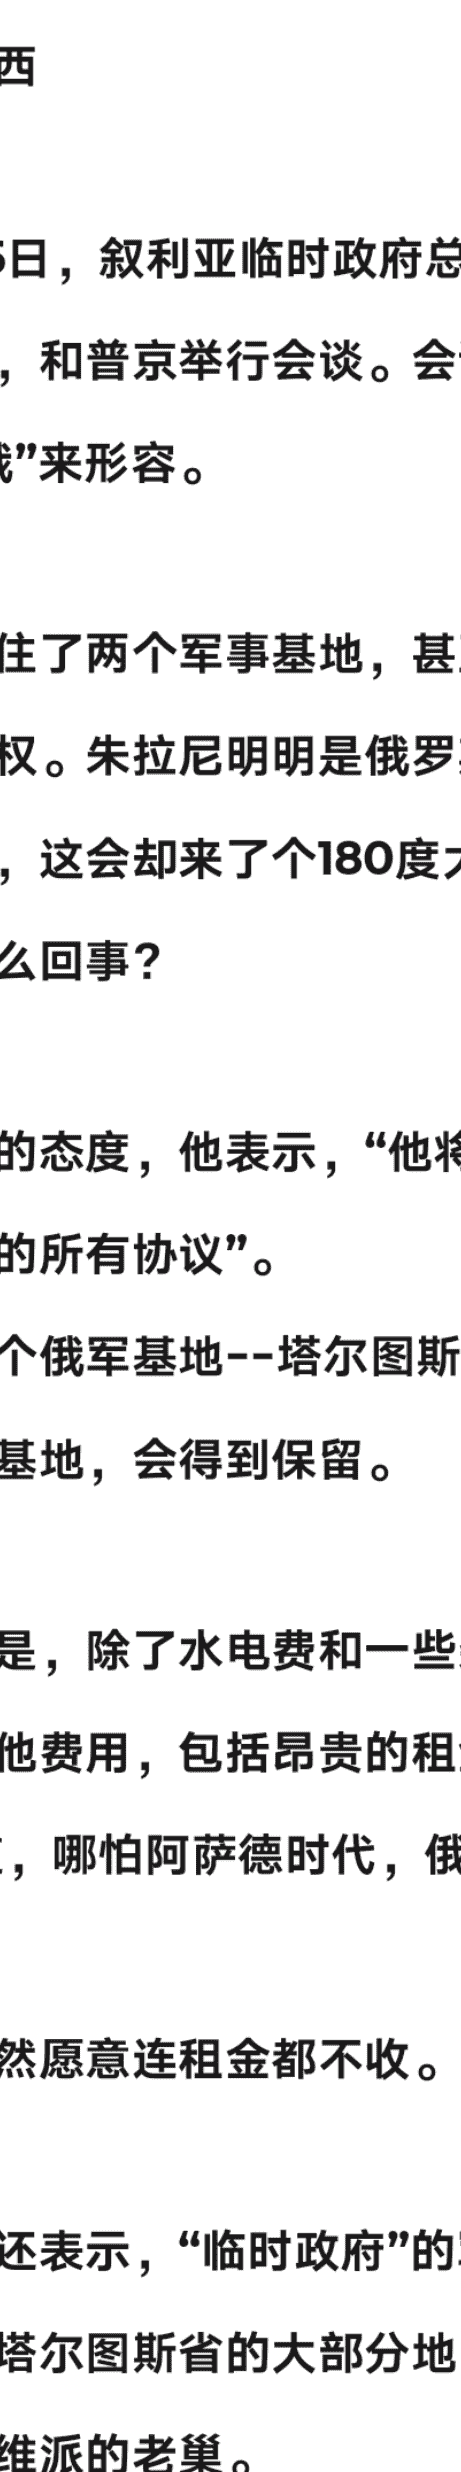 西
日，叙利亚临时政府总
，和普京举行会谈。会
”来形容。
住了两个军事基地，甚
权。朱拉尼明明是俄罗
，这会却来了个180度
么回事？
的态度，他表示，“他将
的所有协议”。
个俄军基地--塔尔图斯
基地，会得到保留。
是，除了水电费和一些
他费用，包括昂贵的租
，哪怕阿萨德时代，俄
然愿意连租金都不收。
还表示，“临时政府”的
塔尔图斯省的大部分地
维派的老巢。